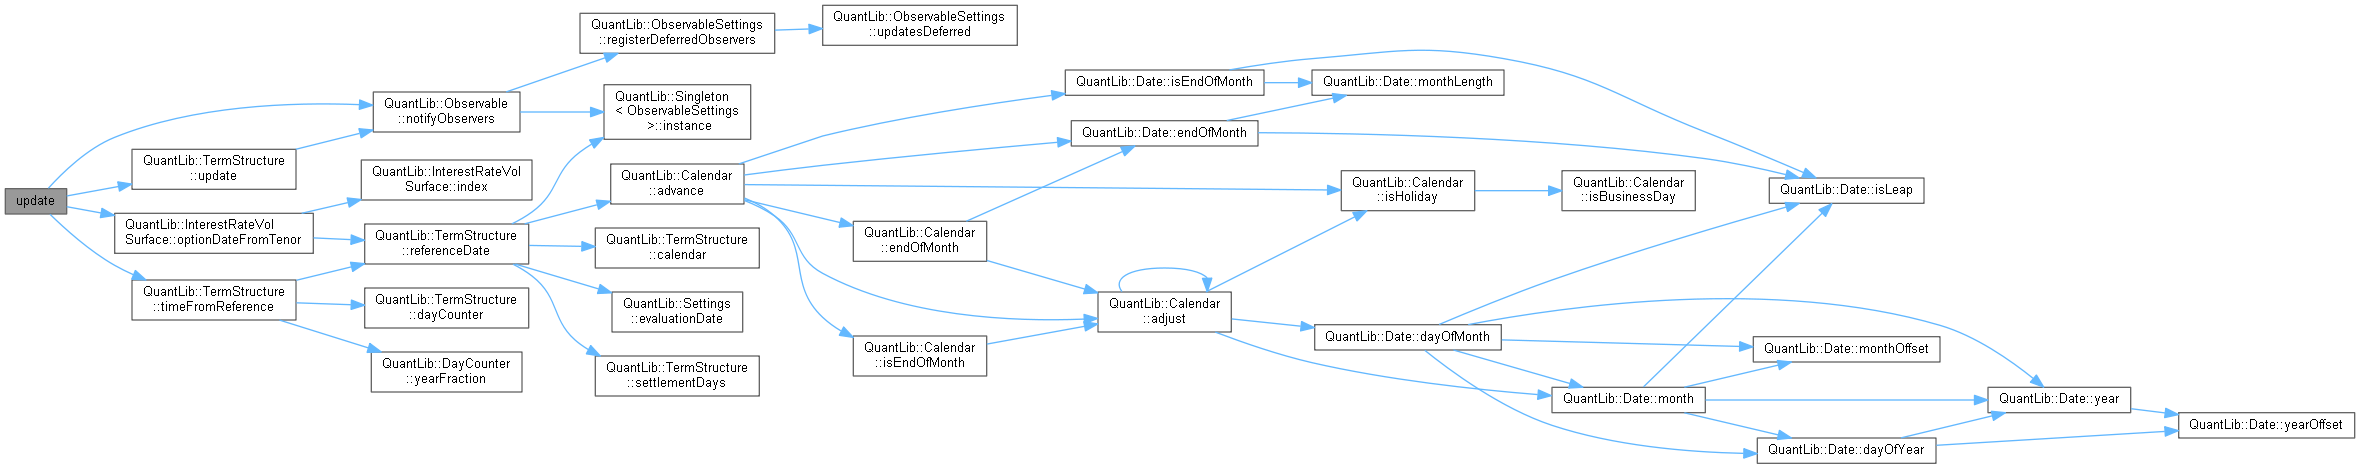 update
QuantLib::Observable
::notifyObservers
QuantLib::TermStructure
::update
QuantLib::InterestRateVol
Surface::optionDateFromTenor
QuantLib::TermStructure
::timeFromReference
QuantLib::ObservableSettings
::registerDeferredObservers
QuantLib::ObservableSettings
::updatesDeferred
QuantLib::Singleton
< ObservableSettings
>::instance
QuantLib::InterestRateVol
Surface::index
QuantLib::TermStructure
::referenceDate
QuantLib::TermStructure
::dayCounter
QuantLib::DayCounter
::yearFraction
QuantLib::Calendar
::advance
QuantLib::TermStructure
::calendar
QuantLib::Settings
::evaluationDate
QuantLib::TermStructure
::settlementDays
QuantLib::Calendar
::endOfMonth
QuantLib::Calendar
::isEndOfMonth
QuantLib::Date::isEndOfMonth
QuantLib::Date::endOfMonth
QuantLib::Calendar
::adjust
QuantLib::Date::monthLength
QuantLib::Calendar
::isHoliday
QuantLib::Calendar
::isBusinessDay
QuantLib::Date::dayOfMonth
QuantLib::Date::month
QuantLib::Date::isLeap
QuantLib::Date::monthOffset
QuantLib::Date::dayOfYear
QuantLib::Date::year
QuantLib::Date::yearOffset